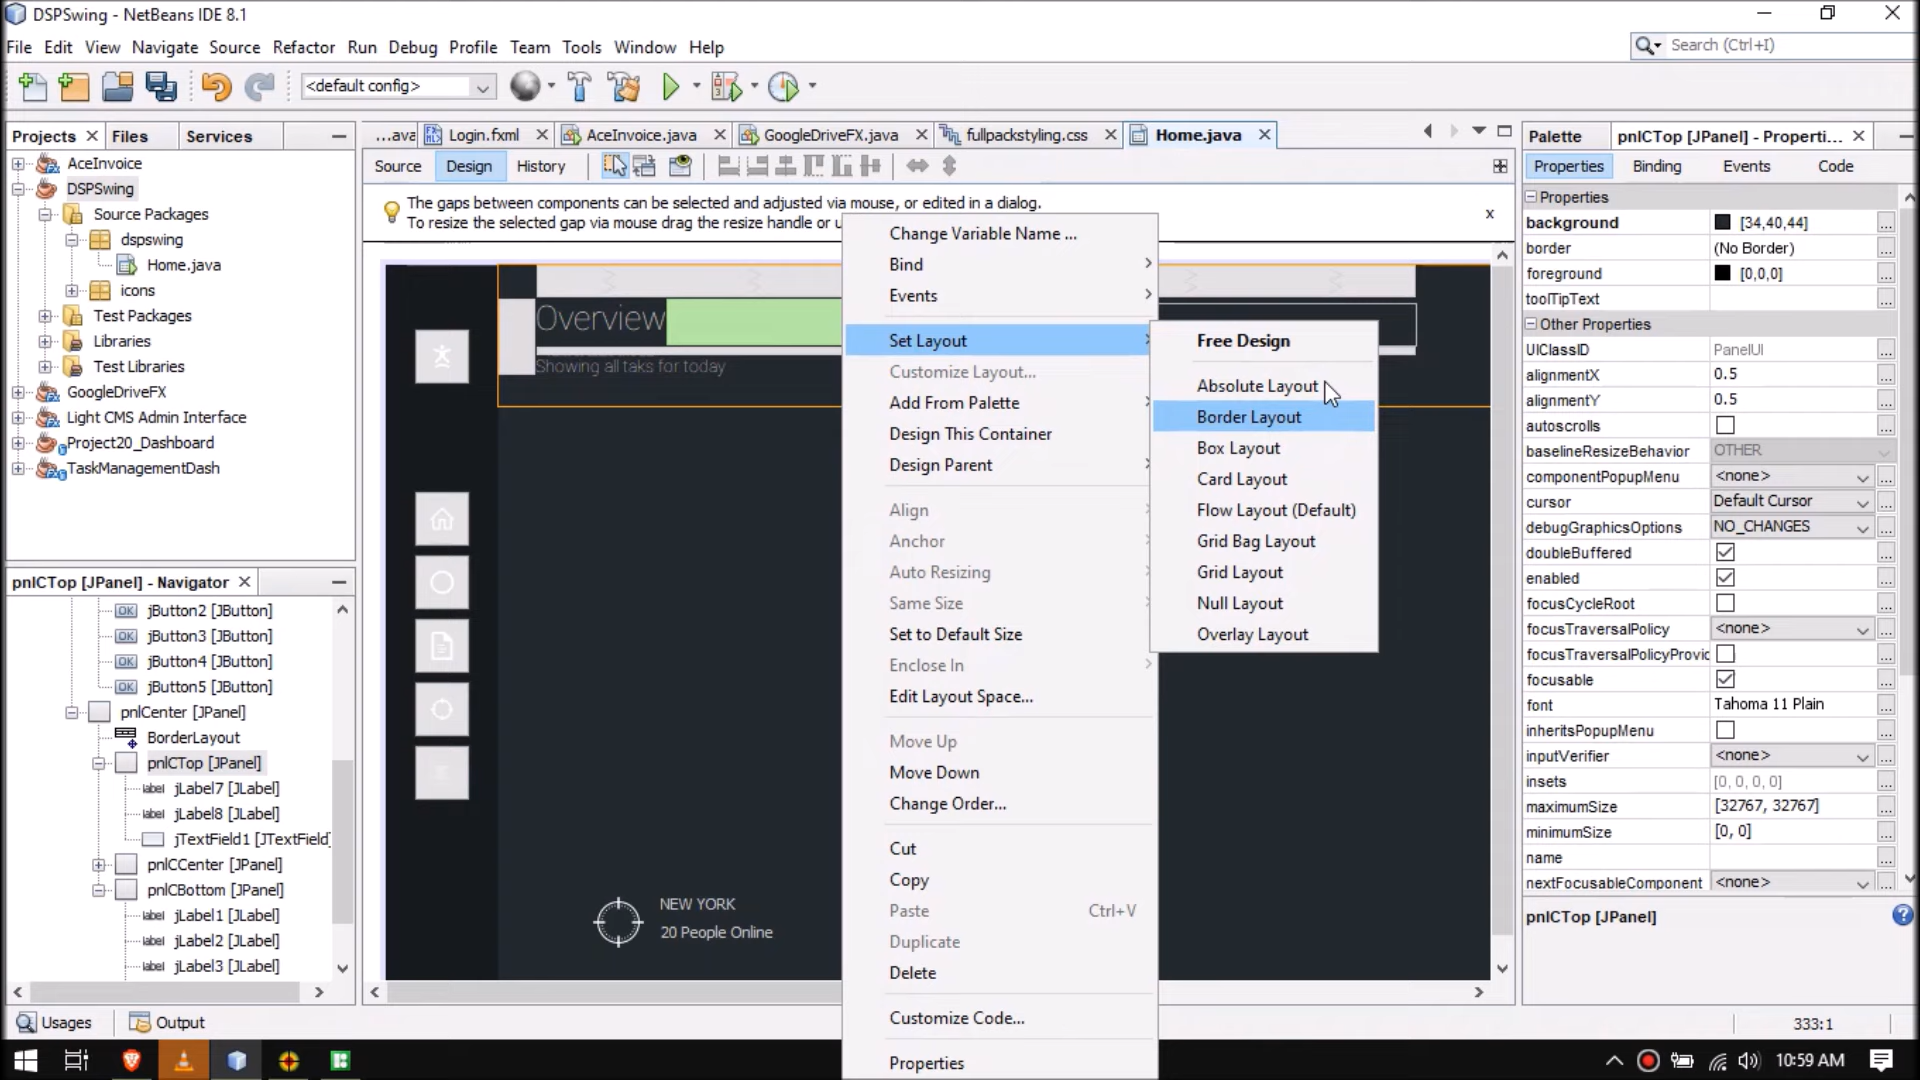 DSPSwing - NetBeans IDE 8.1
File Edit View Navigate Source Refactor Run Debug Profile Team Tools Window Help
Search (Ctrl+I)
<default config>
Projects Files Services
...ava Login.fxml AceInvoice.java GoogleDriveFX.java fullpackstyling.css Home.java
Palette pnlCTop [JPanel] - Properti...
Source Design History
Properties Binding Events Code
AceInvoice
DSPSwing
Source Packages
dspswing
Home.java
icons
Test Packages
Libraries
Test Libraries
GoogleDriveFX
Light CMS Admin Interface
Project20_Dashboard
TaskManagementDash
The gaps between components can be selected and adjusted via mouse, or edited in a dialog.
To resize the selected gap via mouse drag the resize handle or u
x
Overview
Showing all taks for today
NEW YORK
20 People Online
Change Variable Name ...
Bind
Events
Set Layout
Customize Layout...
Add From Palette
Design This Container
Design Parent
Align
Anchor
Auto Resizing
Same Size
Set to Default Size
Enclose In
Edit Layout Space...
Move Up
Move Down
Change Order...
Cut
Copy
Paste Ctrl+V
Duplicate
Delete
Customize Code...
Properties
Free Design
Absolute Layout
Border Layout
Box Layout
Card Layout
Flow Layout (Default)
Grid Bag Layout
Grid Layout
Null Layout
Overlay Layout
pnlCTop [JPanel] - Navigator
OK jButton2 [JButton]
OK jButton3 [JButton]
OK jButton4 [JButton]
OK jButton5 [JButton]
pnlCenter [JPanel]
BorderLayout
pnlCTop [JPanel]
label jLabel7 [JLabel]
label jLabel8 [JLabel]
jTextField1 [JTextField]
pnlCCenter [JPanel]
pnlCBottom [JPanel]
label jLabel1 [JLabel]
label jLabel2 [JLabel]
label jLabel3 [JLabel]
Properties
background [34,40,44] ...
border (No Border) ...
foreground [0,0,0] ...
toolTipText ...
Other Properties
UIClassID PanelUI ...
alignmentX 0.5 ...
alignmentY 0.5 ...
autoscrolls ...
baselineResizeBehavior OTHER
componentPopupMenu <none> ...
cursor Default Cursor ...
debugGraphicsOptions NO_CHANGES ...
doubleBuffered ...
enabled ...
focusCycleRoot ...
focusTraversalPolicy <none> ...
focusTraversalPolicyProvic ...
focusable ...
font Tahoma 11 Plain ...
inheritsPopupMenu ...
inputVerifier <none> ...
insets [0, 0, 0, 0] ...
maximumSize [32767, 32767] ...
minimumSize [0, 0] ...
name ...
nextFocusableComponent <none> ...
pnlCTop [JPanel]
Usages Output
333:1
10:59 AM